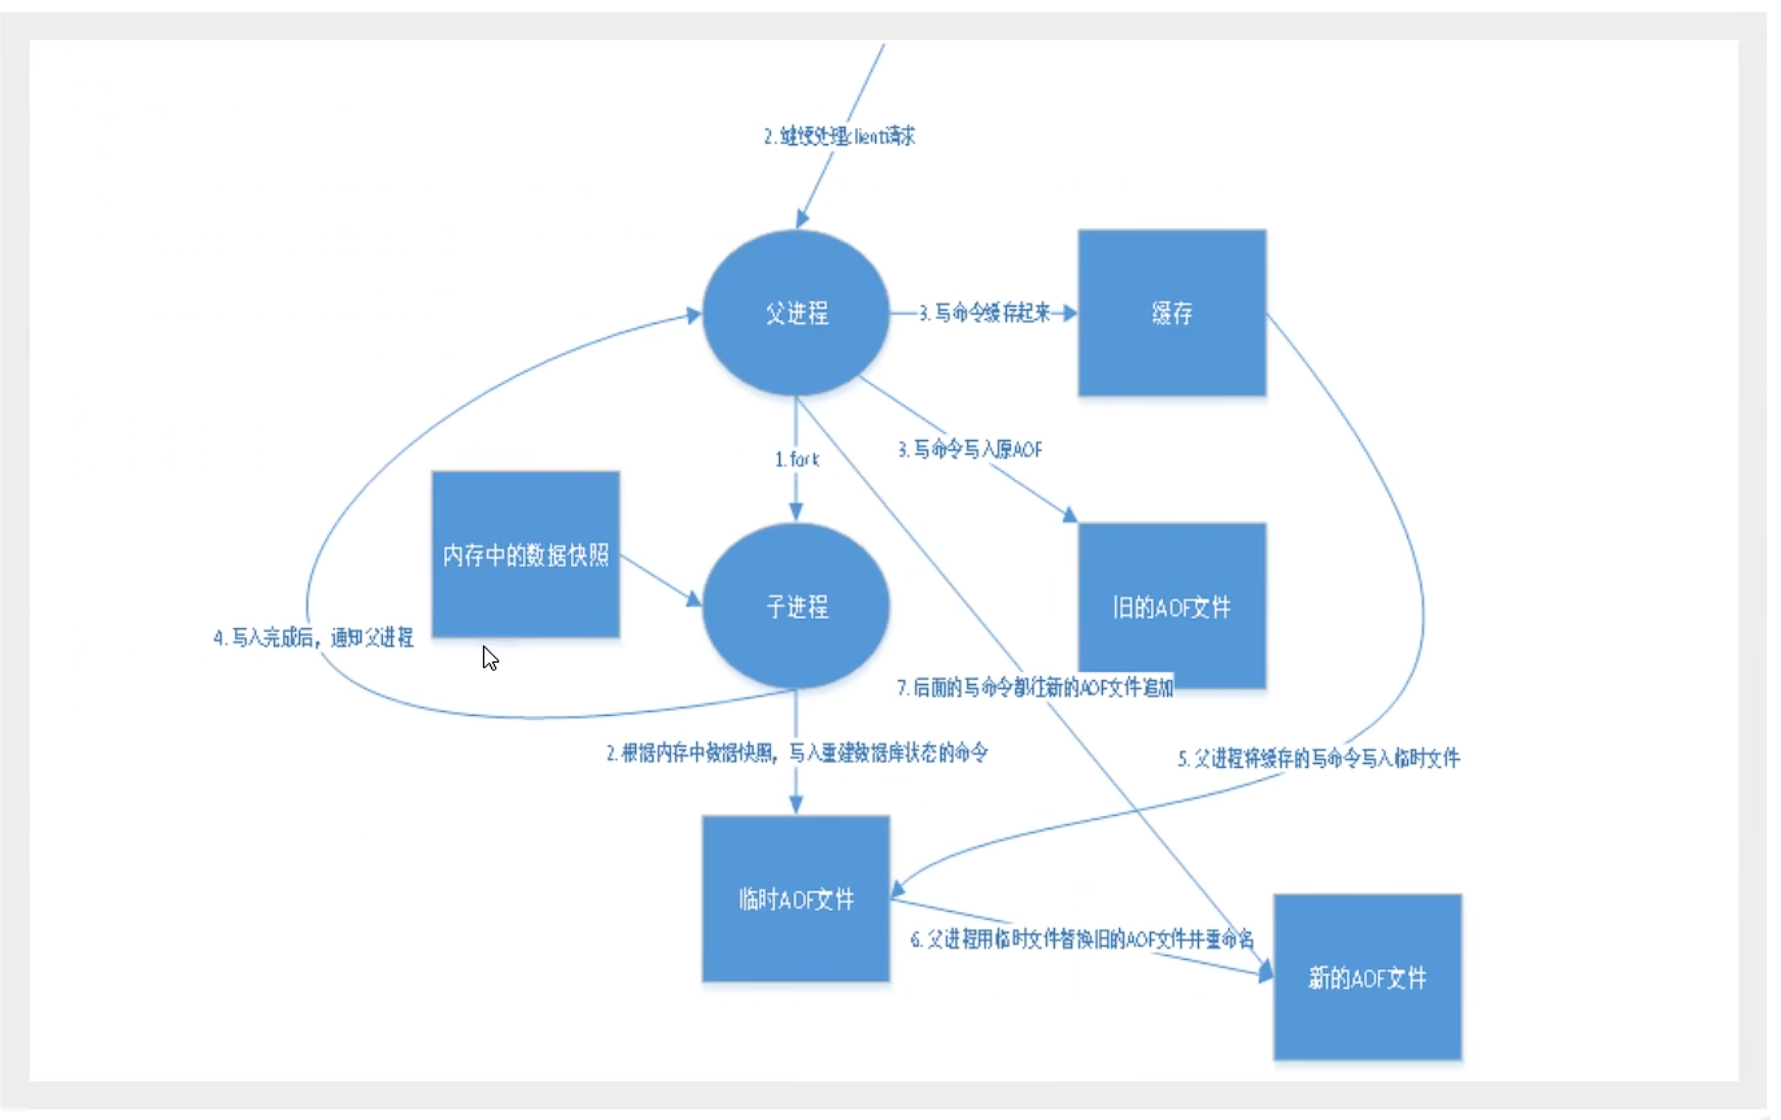 2.继续处理client请求
父进程
3.写命令缓存起来
缓存
3.写命令写入原AOF
1.fork
内存中的数据快照
子进程
旧的AOF文件
4.写入完成后，通知父进程
7.后面的写命令都往新的AOF文件追加
2.根据内存中数据快照，写入重建数据库状态的命令
5.父进程将缓存的写命令写入临时文件
临时AOF文件
6.父进程用临时文件替换旧的AOF文件并重命名
新的AOF文件